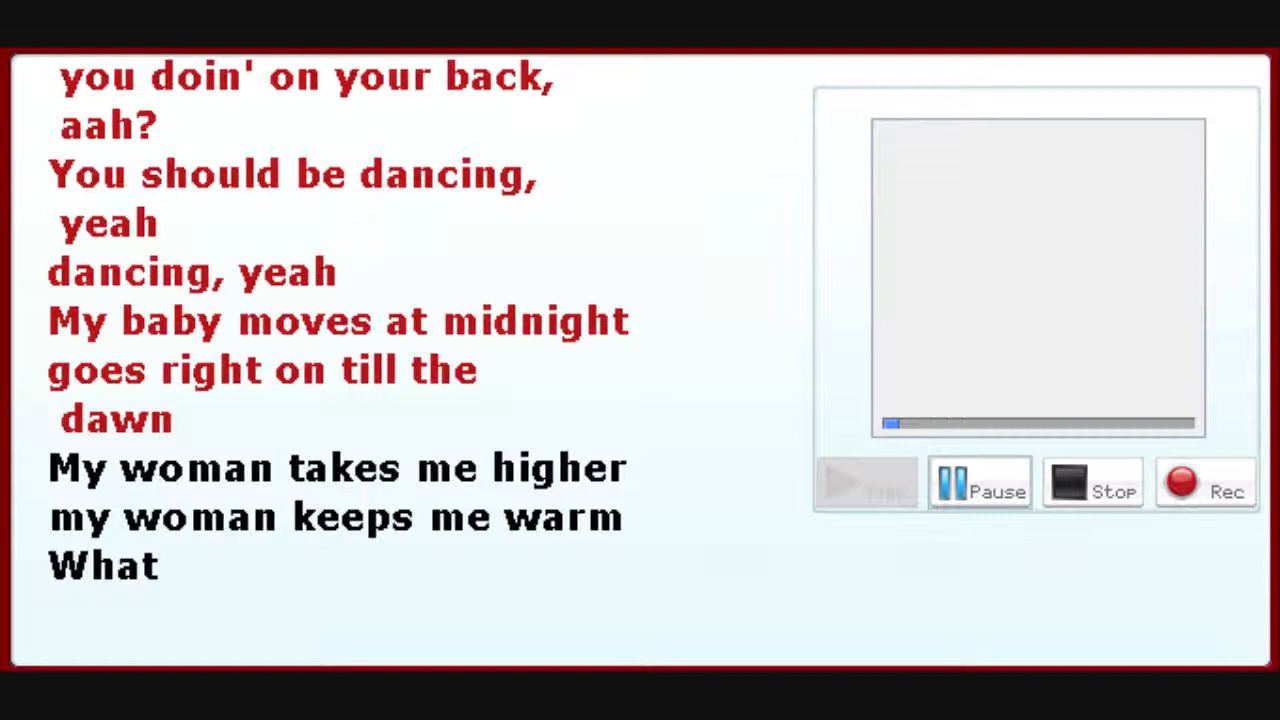 you doin' on your back,
aah?
You should be dancing,
yeah
dancing, yeah
My baby moves at midnight
goes right on till the
dawn
My woman takes me higher
my woman keeps me warm
What
Pause
Stop
Rec